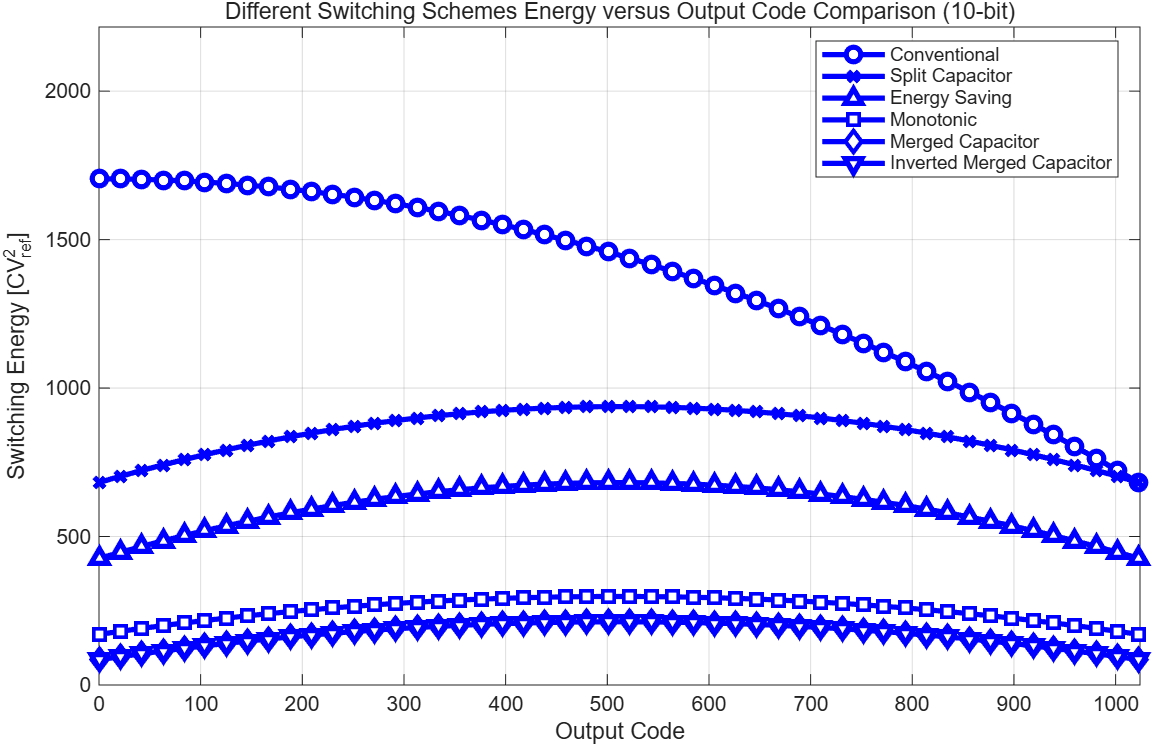 Different Switching Schemes Energy versus Output Code Comparison (10-bit)
Conventional
Split Capacitor
Energy Saving
Monotonic
Merged Capacitor
Inverted Merged Capacitor
Switching Energy [CV²ref]
2000
1500
1000
500
0
0 100 200 300 400 500 600 700 800 900 1000
Output Code